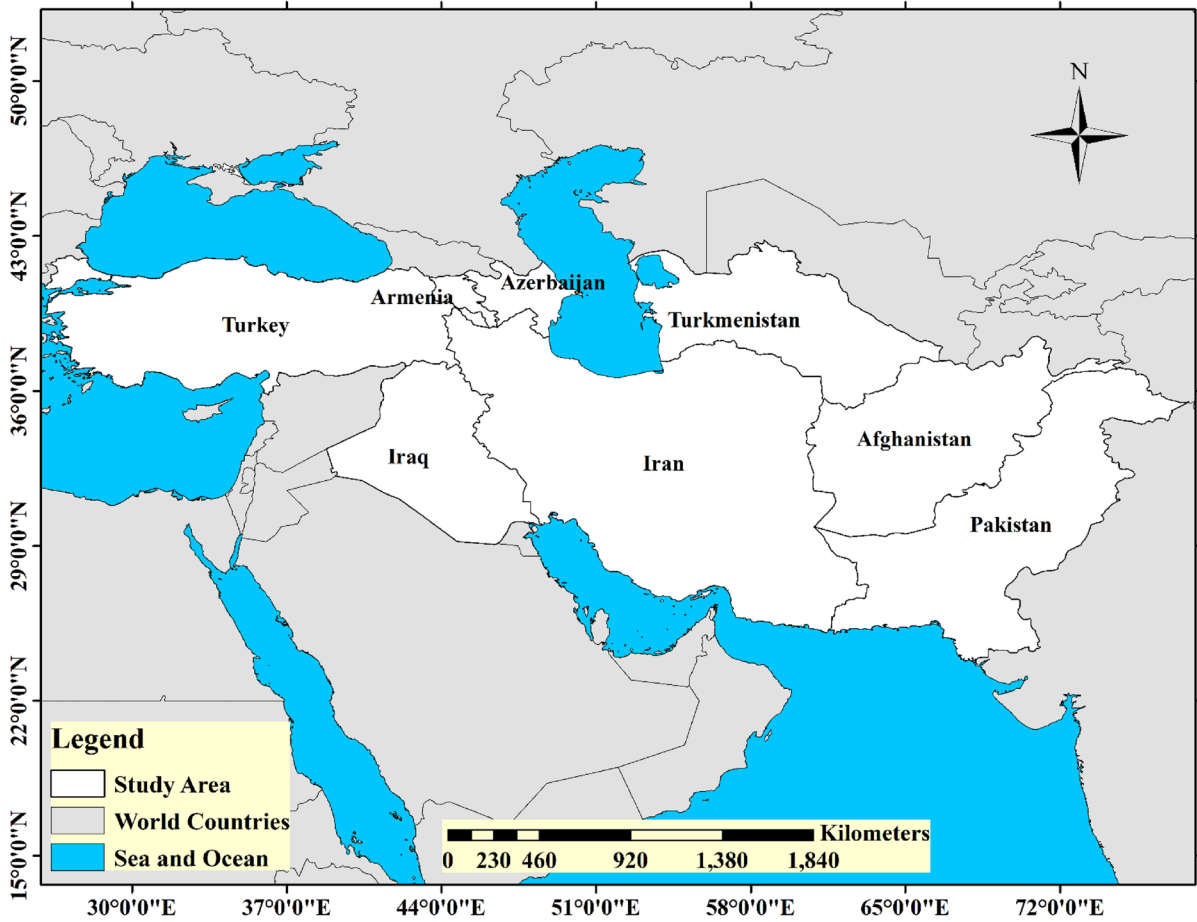 N
50°0'0"N
43°0'0"N
36°0'0"N
29°0'0"N
22°0'0"N
15°0'0"N
Azerbaijan
Armenia
Turkey
Turkmenistan
Afghanistan
Iraq
Iran
Pakistan
Legend
Study Area
World Countries
Sea and Ocean
Kilometers
0 230 460 920 1,380 1,840
30°0'0"E 37°0'0"E 44°0'0"E 51°0'0"E 58°0'0"E 65°0'0"E 72°0'0"E